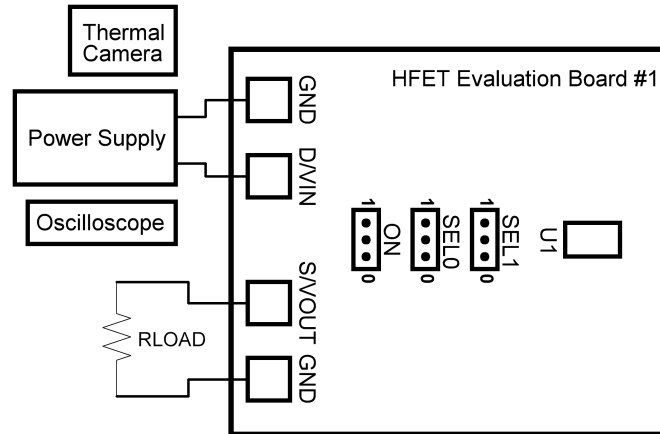 Thermal
Camera
HFET Evaluation Board #1
GND
Power Supply
D/VIN
Oscilloscope
1
1
1
ON
SEL0
SEL1
U1
0
0
0
S/VOUT
RLOAD
GND